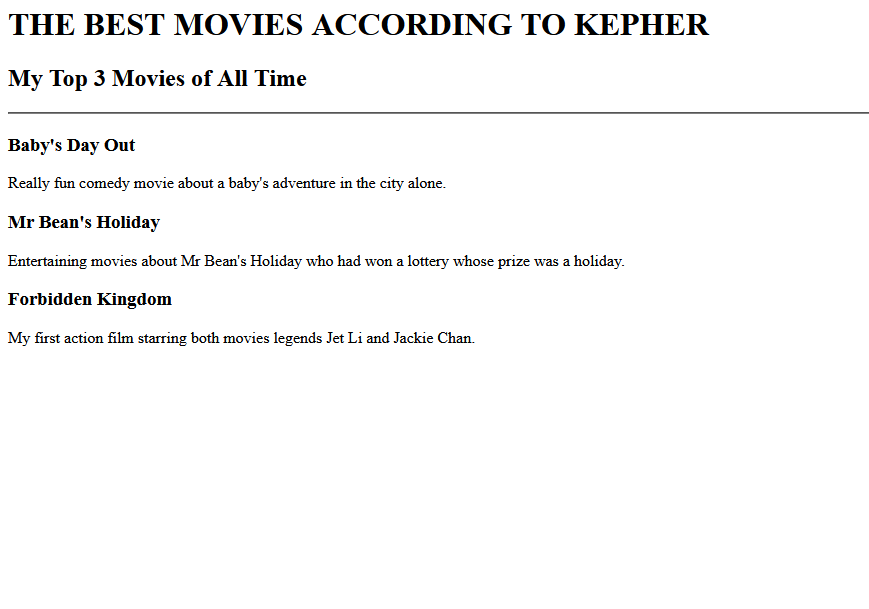 THE BEST MOVIES ACCORDING TO KEPHER
My Top 3 Movies of All Time
Baby's Day Out
Really fun comedy movie about a baby's adventure in the city alone.
Mr Bean's Holiday
Entertaining movies about Mr Bean's Holiday who had won a lottery whose prize was a holiday.
Forbidden Kingdom
My first action film starring both movies legends Jet Li and Jackie Chan.